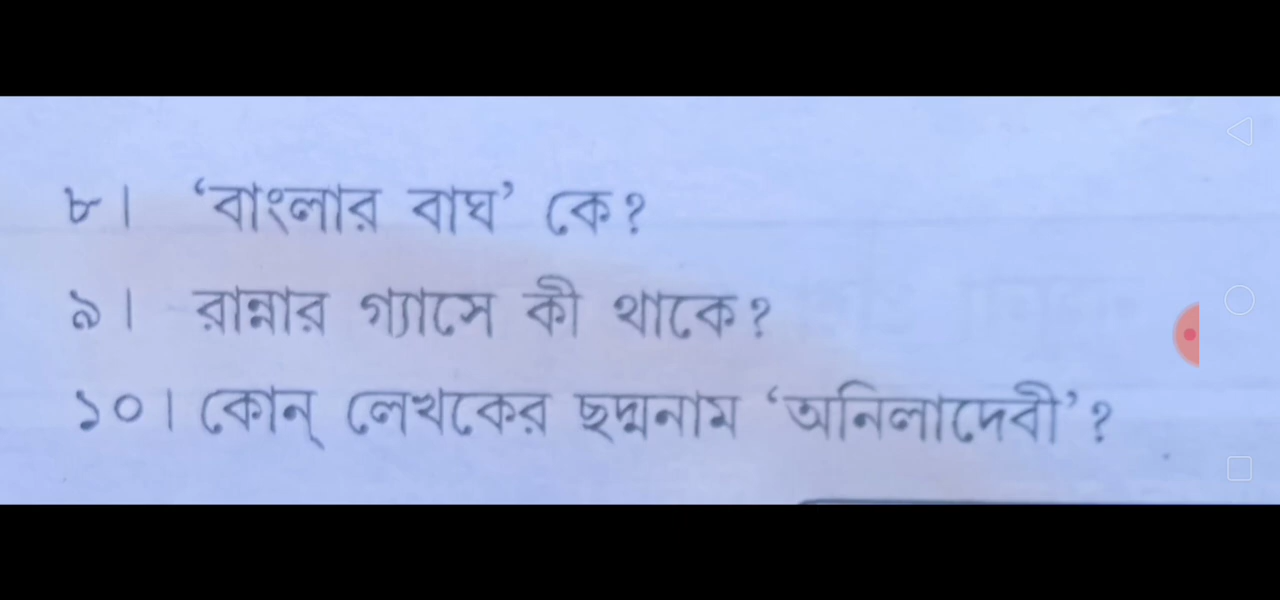 ৮। ‘বাংলার বাঘ’ কে?
৯। রান্নার গ্যাসে কী থাকে?
১০। কোন্ লেখকের ছদ্মনাম ‘অনিলাদেবী’?